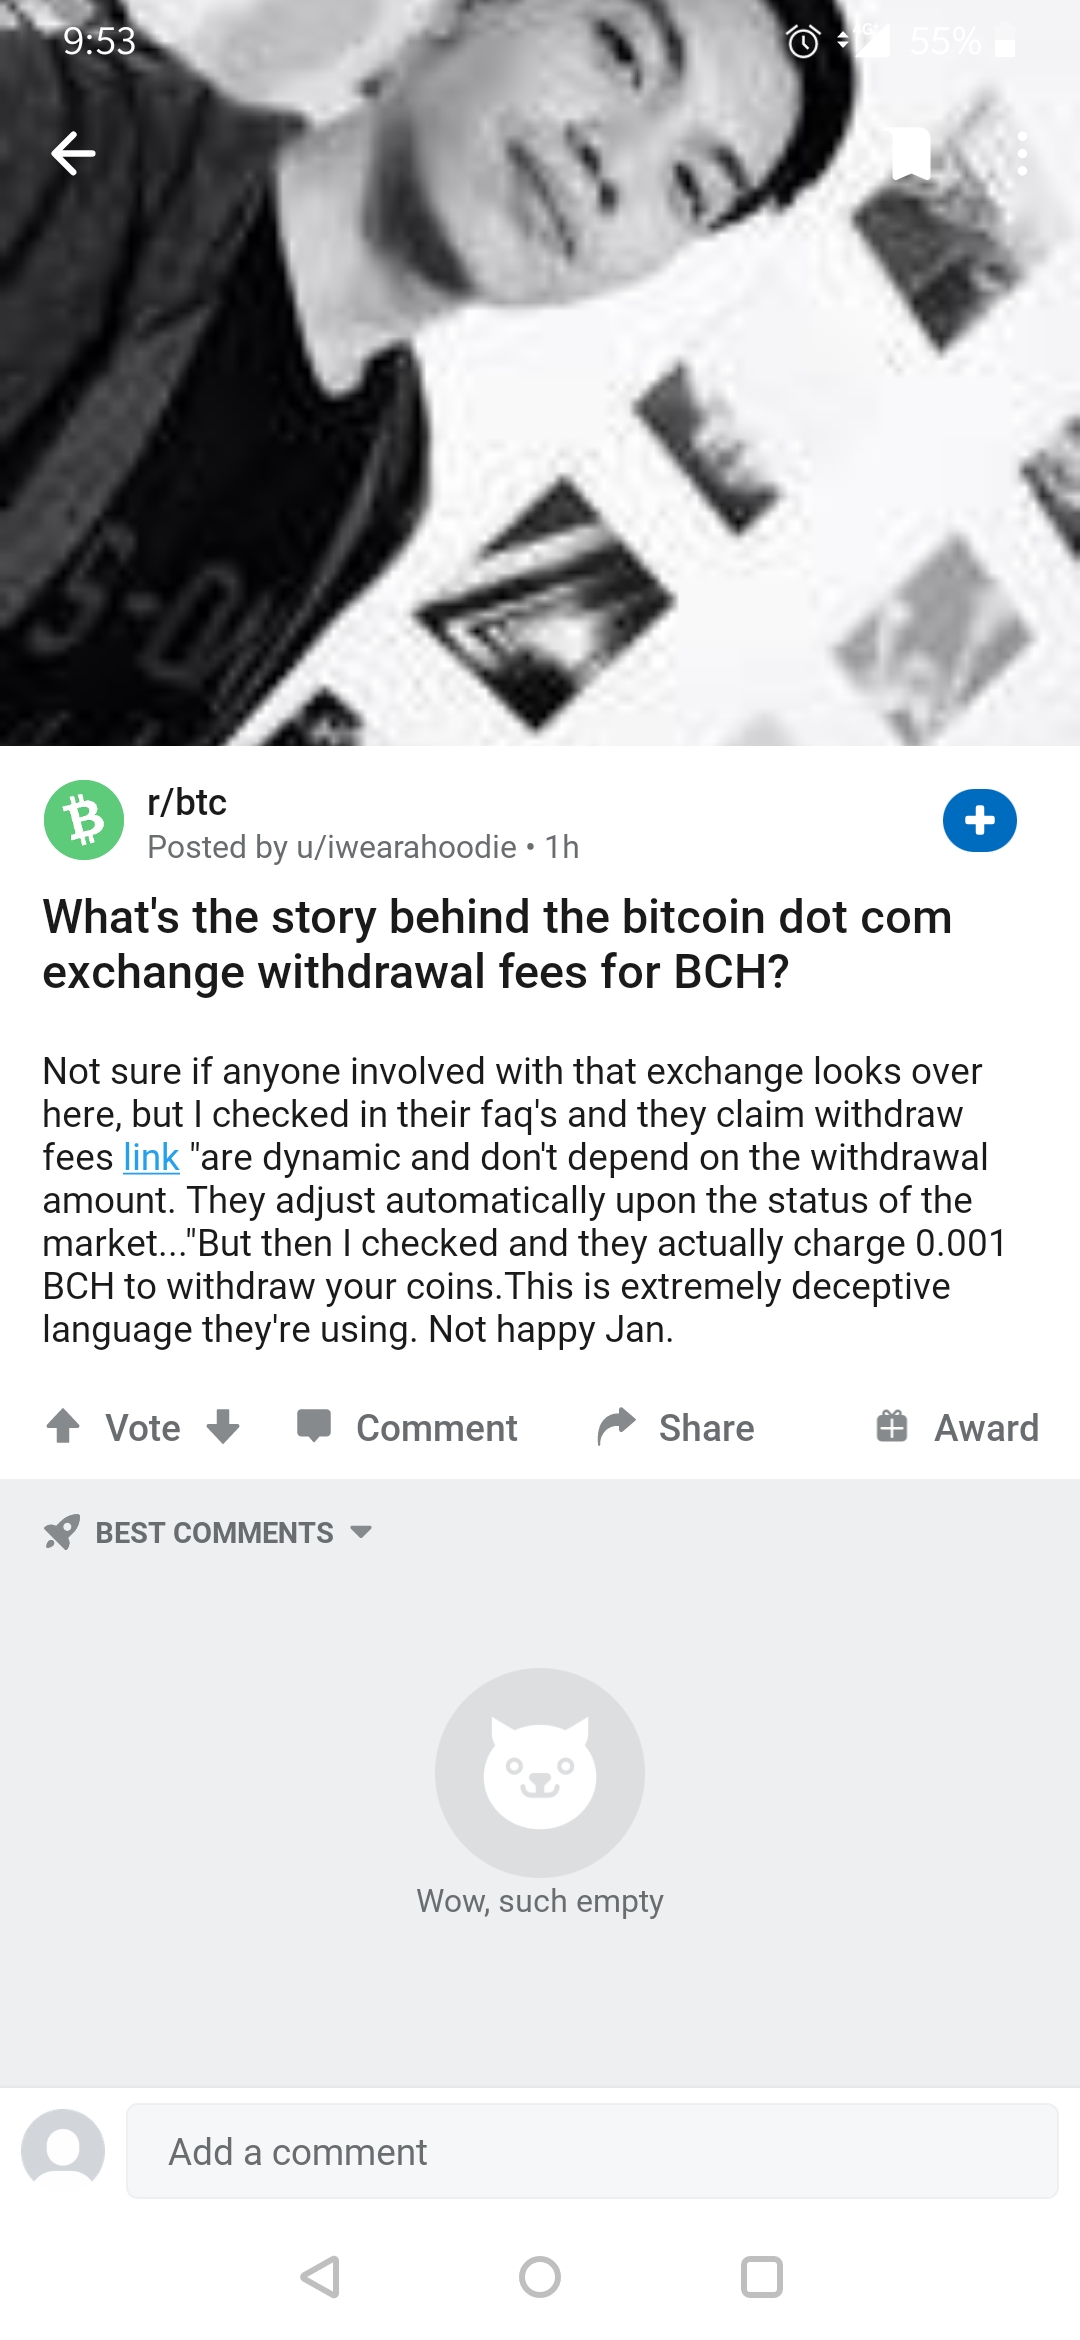 9:53
55%
r/btc
Posted by u/iwearahoodie • 1h
What's the story behind the bitcoin dot com
exchange withdrawal fees for BCH?
Not sure if anyone involved with that exchange looks over
here, but I checked in their faq's and they claim withdraw
fees link "are dynamic and don't depend on the withdrawal
amount. They adjust automatically upon the status of the
market..."But then I checked and they actually charge 0.001
BCH to withdraw your coins.This is extremely deceptive
language they're using. Not happy Jan.
Vote Comment Share Award
BEST COMMENTS
Wow, such empty
Add a comment